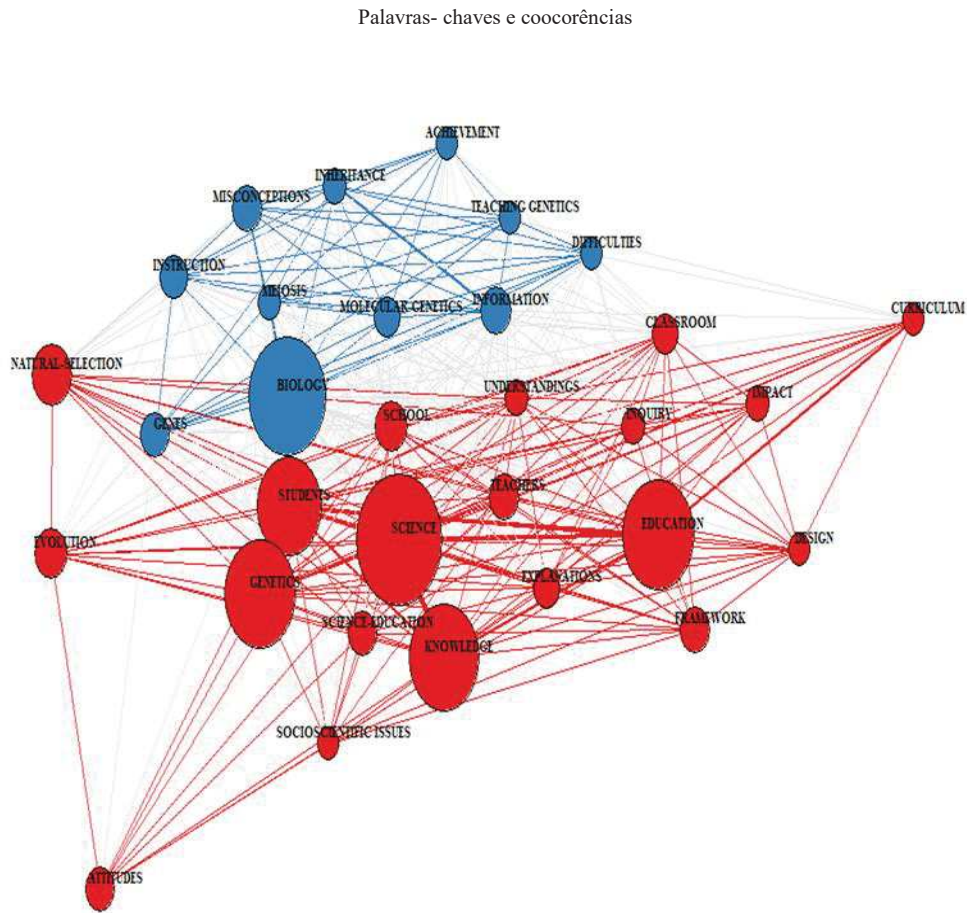 Palavras- chaves e coocorências
ACHIEVEMENT
INHERITANCE
MISCONCEPTIONS
TEACHING GENETICS
DIFFICULTIES
INSTRUCTION
MEIOSIS
MOLECULAR-GENETICS
INFORMATION
CURRICULUM
CLASSROOM
NATURAL-SELECTION
BIOLOGY
UNDERSTANDINGS
IMPACT
SCHOOL
INQUIRY
GENES
TEACHERS
STUDENTS
SCIENCE
EDUCATION
EVOLUTION
DESIGN
GENETICS
EXPLANATIONS
SCIENCE-EDUCATION
FRAMEWORK
KNOWLEDGE
SOCIOSCIENTIFIC ISSUES
ATTITUDES